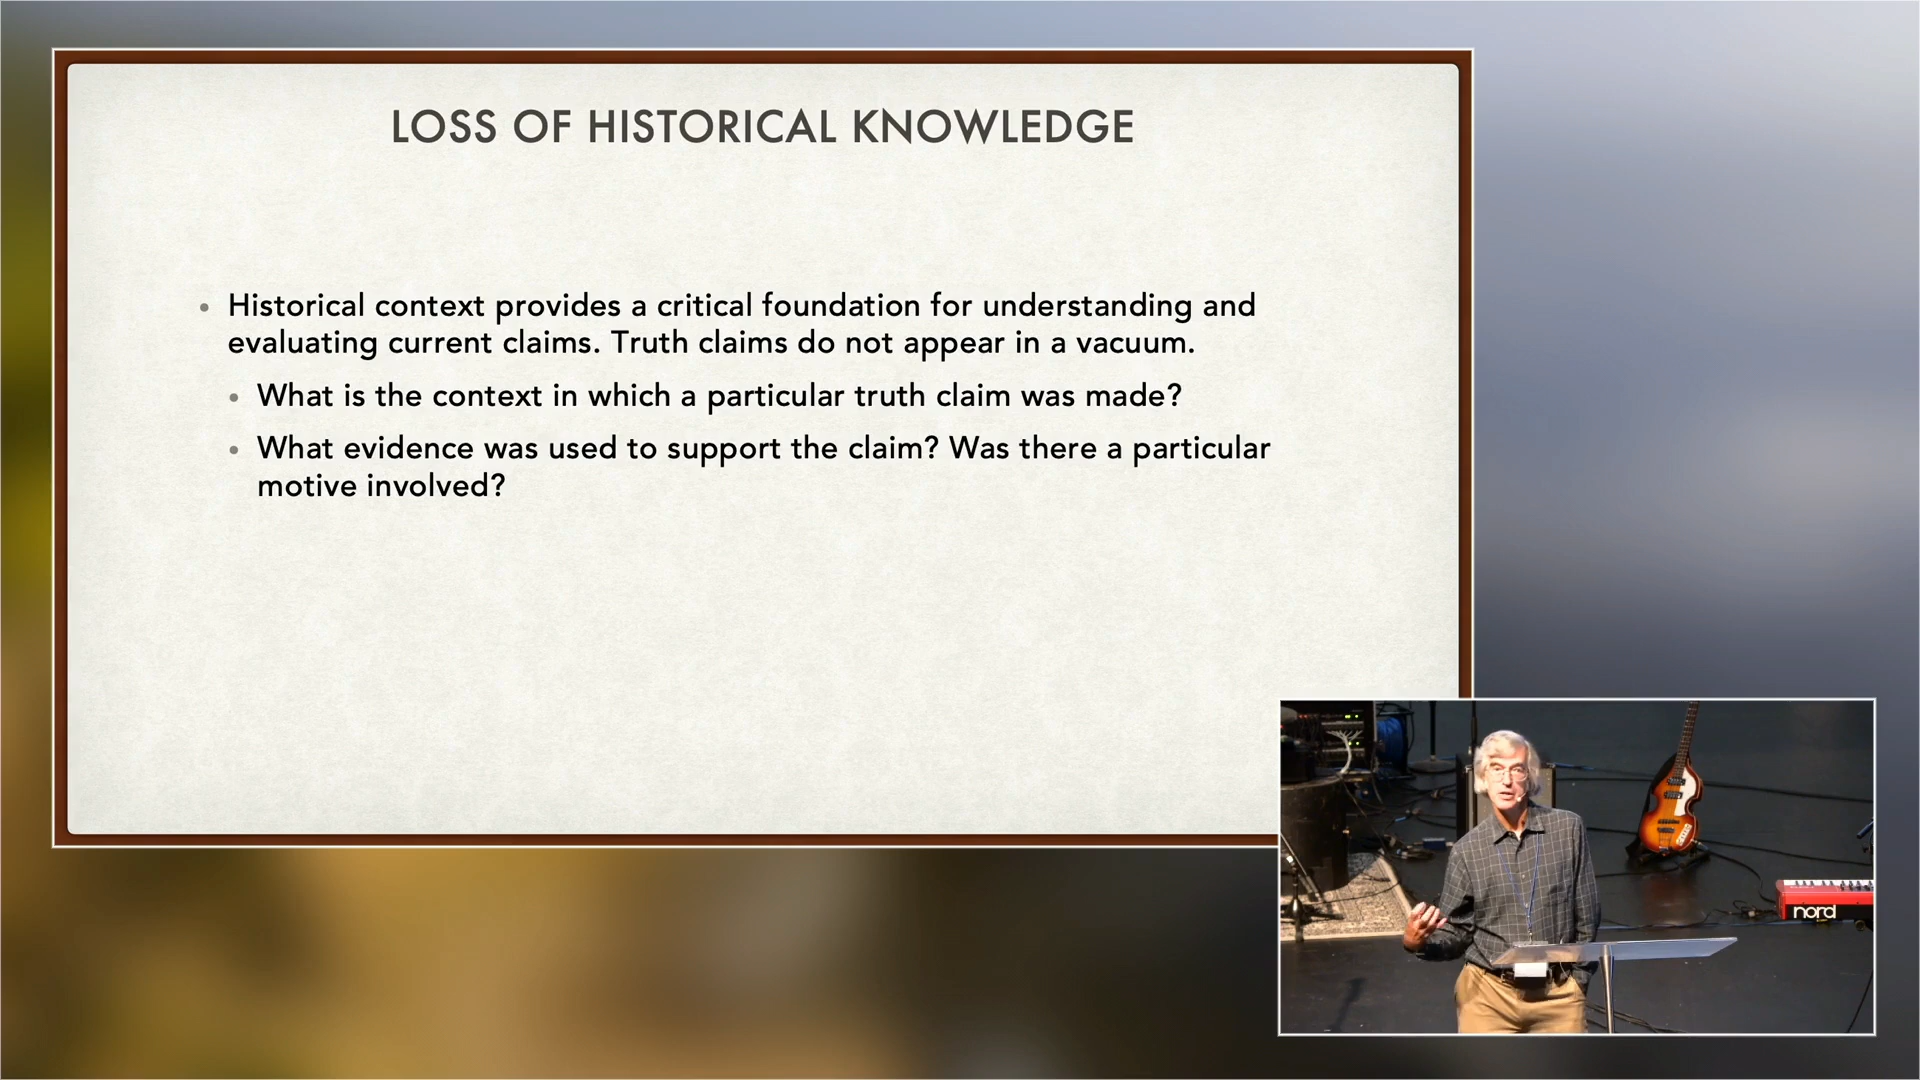 LOSS OF HISTORICAL KNOWLEDGE
• Historical context provides a critical foundation for understanding and
evaluating current claims. Truth claims do not appear in a vacuum.
• What is the context in which a particular truth claim was made?
• What evidence was used to support the claim? Was there a particular
motive involved?
nord